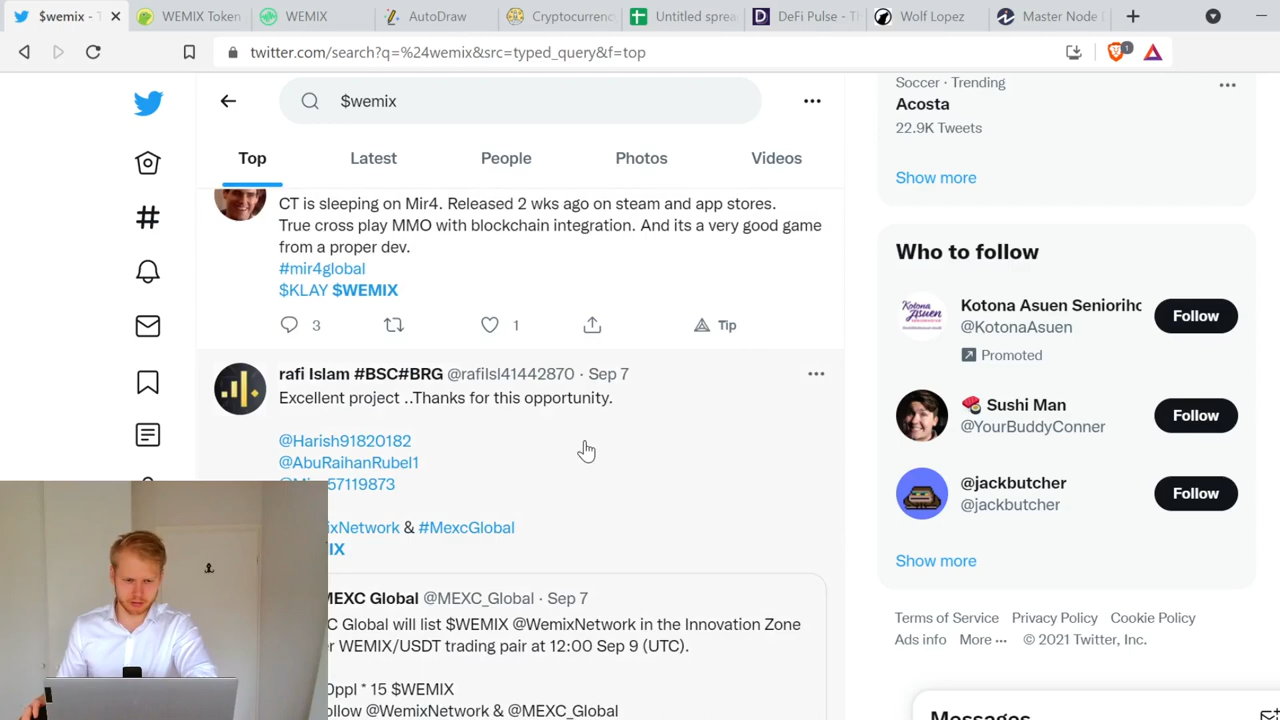 $wemix
WEMIX Token
WEMIX
AutoDraw
Cryptocurrenc
Untitled sprea
DeFi Pulse - T
Wolf Lopez
Master Node
twitter.com/search?q=%24wemix&src=typed_query&f=top
1
$wemix
Top
Latest
People
Photos
Videos
CT is sleeping on Mir4. Released 2 wks ago on steam and app stores.
True cross play MMO with blockchain integration. And its a very good game
from a proper dev.
#mir4global
$KLAY $WEMIX
3
1
Tip
rafi Islam #BSC#BRG @rafiIsl41442870 · Sep 7
Excellent project ..Thanks for this opportunity.
@Harish91820182
@AbuRaihanRubel1
57119873
ixNetwork & #MexcGlobal
IX
MEXC Global @MEXC_Global · Sep 7
C Global will list $WEMIX @WemixNetwork in the Innovation Zone
r WEMIX/USDT trading pair at 12:00 Sep 9 (UTC).
0ppl * 15 $WEMIX
ollow @WemixNetwork & @MEXC_Global
Soccer · Trending
Acosta
22.9K Tweets
Show more
Who to follow
Kotona Asuen Seniorihc
@KotonaAsuen
Promoted
Follow
Sushi Man
@YourBuddyConner
Follow
@jackbutcher
@jackbutcher
Follow
Show more
Terms of Service Privacy Policy Cookie Policy
Ads info More ··· © 2021 Twitter, Inc.
Messages